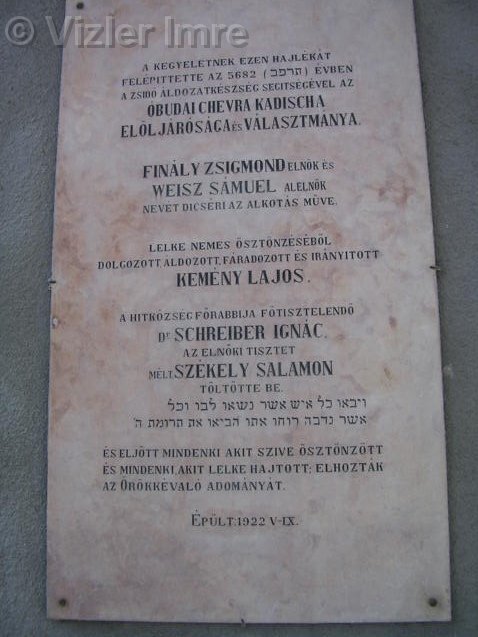 © Vizler Imre
A KEGYELETNEK EZEN HAJLÉKÁT
FELÉPITTETTE AZ 5682 (תרפב) ÉVBEN
A ZSIDÓ ÁLDOZATKÉSZSÉG SEGITSÉGÉVEL AZ
ÓBUDAI CHEVRA KADISCHA
ELÖLJÁRÓSÁGA ÉS VÁLASZTMÁNYA.
FINÁLY ZSIGMOND ELNÖK ÉS
WEISZ SÁMUEL ALELNÖK
NEVET DICSÉRI AZ ALKOTÁS MÜVE.
LELKE NEMES ÖSZTÖNZÉSÉBŐL
DOLGOZOTT, ÁLDOZOTT, FÁRADOZOTT ÉS IRÁNYITOTT
KEMÉNY LAJOS.
A HITKÖZSÉG FŐRABBIJA FŐTISZTELENDŐ
Dr SCHREIBER IGNÁC,
AZ ELNÖKI TISZTET
MÉLT. SZÉKELY SALAMON
TÖLTÖTTE BE.
ויבאו כל איש אשר נשאו לבו וכל
אשר נדבה רוחו אתו הביאו את תרומת ה'
ÉS ELJÖTT MINDENKI AKIT SZIVE ÖSZTÖNZÖTT
ÉS MINDENKI, AKIT LELKE HAJTOTT; ELHOZTÁK
AZ ÖRÖKKÉVALÓ ADOMÁNYÁT.
ÉPÜLT: 1922 V-IX.